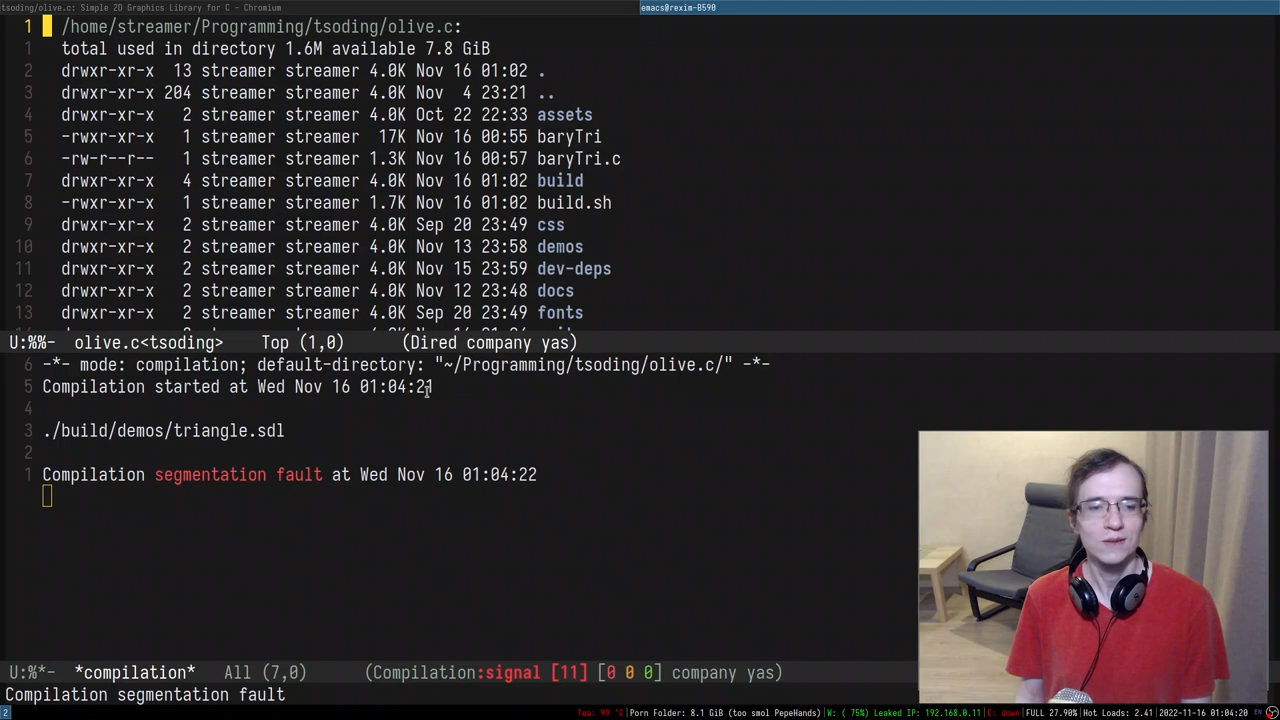 tsoding/olive.c: Simple 2D Graphics Library for C - Chromium
emacs@rexim-B590
1 /home/streamer/Programming/tsoding/olive.c:
1 total used in directory 1.6M available 7.8 GiB
2 drwxr-xr-x 13 streamer streamer 4.0K Nov 16 01:02 .
3 drwxr-xr-x 204 streamer streamer 4.0K Nov 4 23:21 ..
4 drwxr-xr-x 2 streamer streamer 4.0K Oct 22 22:33 assets
5 -rwxr-xr-x 1 streamer streamer 17K Nov 16 00:55 baryTri
6 -rw-r--r-- 1 streamer streamer 1.3K Nov 16 00:57 baryTri.c
7 drwxr-xr-x 4 streamer streamer 4.0K Nov 16 01:02 build
8 -rwxr-xr-x 1 streamer streamer 1.7K Nov 16 01:02 build.sh
9 drwxr-xr-x 2 streamer streamer 4.0K Sep 20 23:49 css
10 drwxr-xr-x 2 streamer streamer 4.0K Nov 13 23:58 demos
11 drwxr-xr-x 2 streamer streamer 4.0K Nov 15 23:59 dev-deps
12 drwxr-xr-x 2 streamer streamer 4.0K Nov 12 23:48 docs
13 drwxr-xr-x 2 streamer streamer 4.0K Sep 20 23:49 fonts
U:%%- olive.c<tsoding> Top (1,0) (Dired company yas)
6 -*- mode: compilation; default-directory: "~/Programming/tsoding/olive.c/" -*-
5 Compilation started at Wed Nov 16 01:04:21
4
3 ./build/demos/triangle.sdl
2
1 Compilation segmentation fault at Wed Nov 16 01:04:22
U:%*- *compilation* All (7,0) (Compilation:signal [11] [0 0 0] company yas)
Compilation segmentation fault
2 Tea: 99 °C|Porn Folder: 8.1 GiB (too smol PepeHands)|W: ( 75%) Leaked IP: 192.168.0.11|E: down|FULL 27.90%|Hot Loads: 2.41|2022-11-16 01:04:20 EN